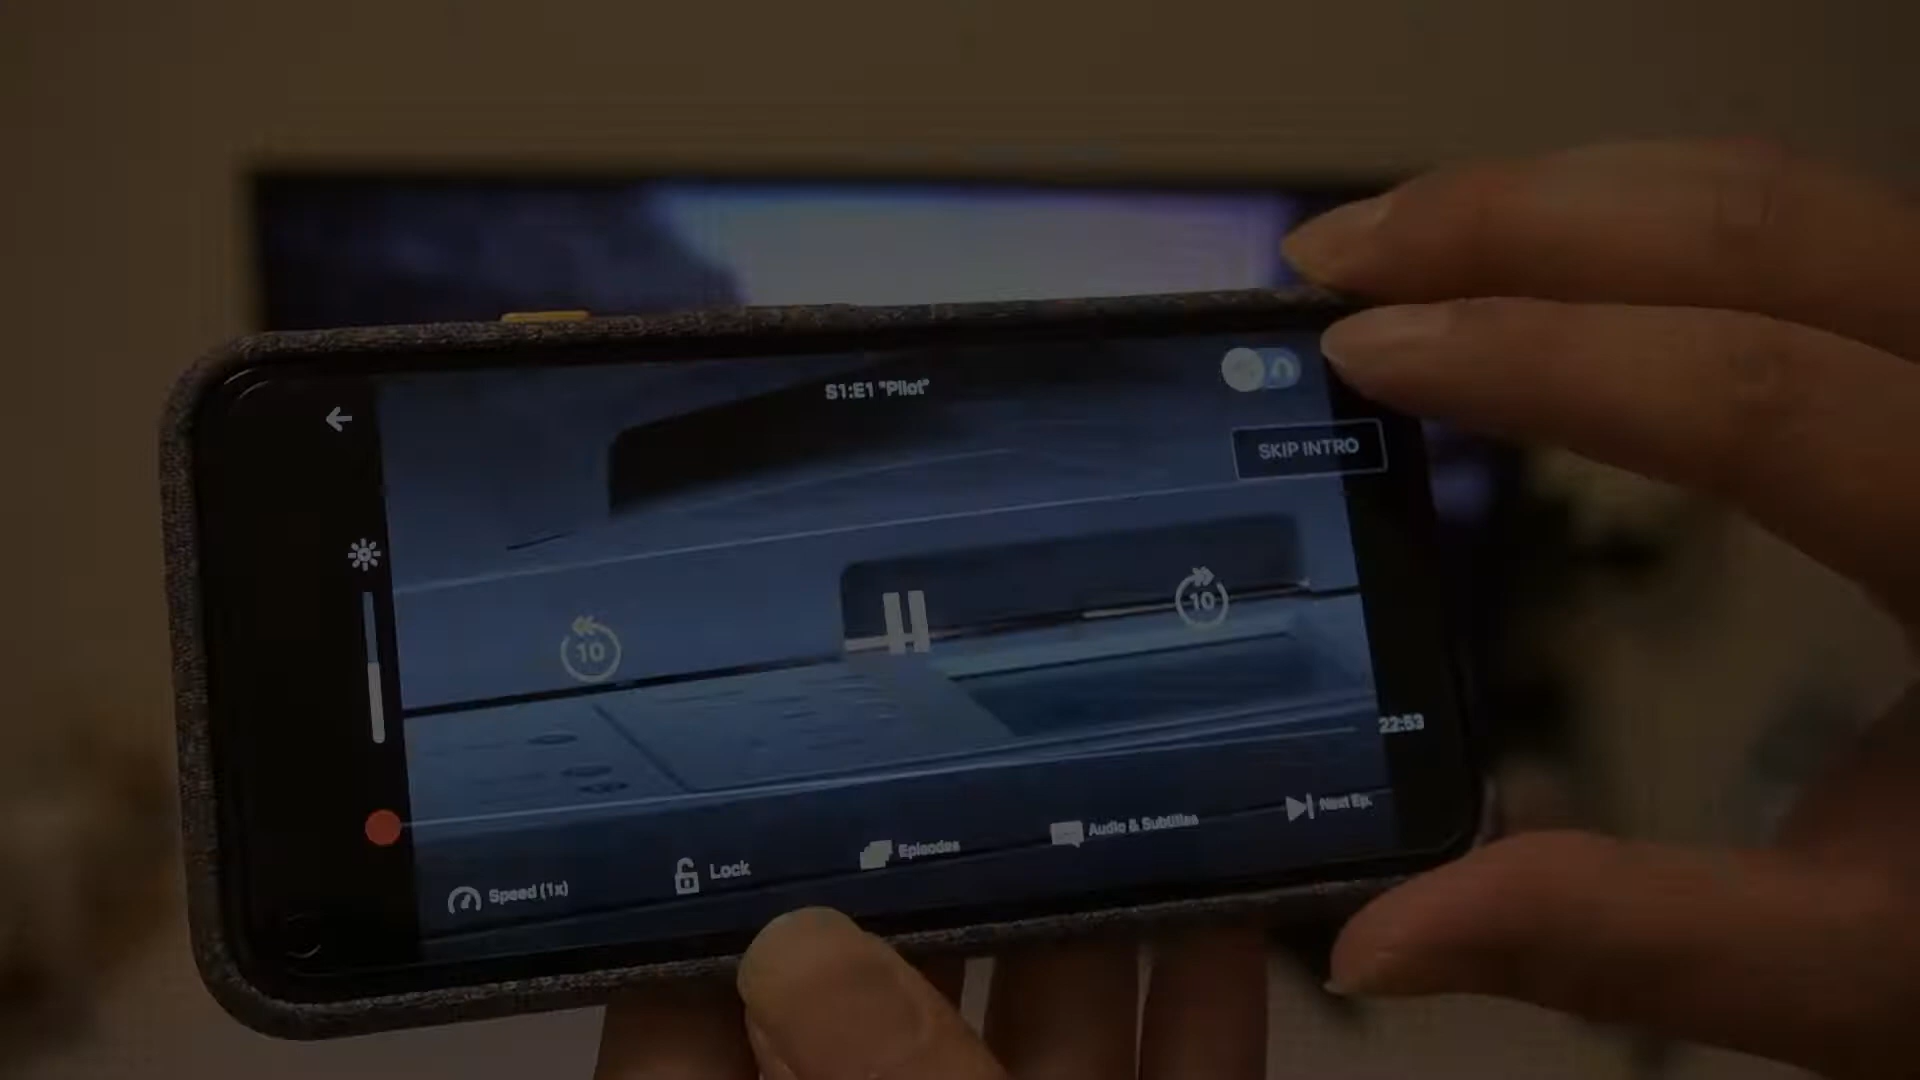 S1:E1 "Pilot"
SKIP INTRO
10
10
22:53
Speed (1x)
Lock
Episodes
Audio & Subtitles
Next Ep.